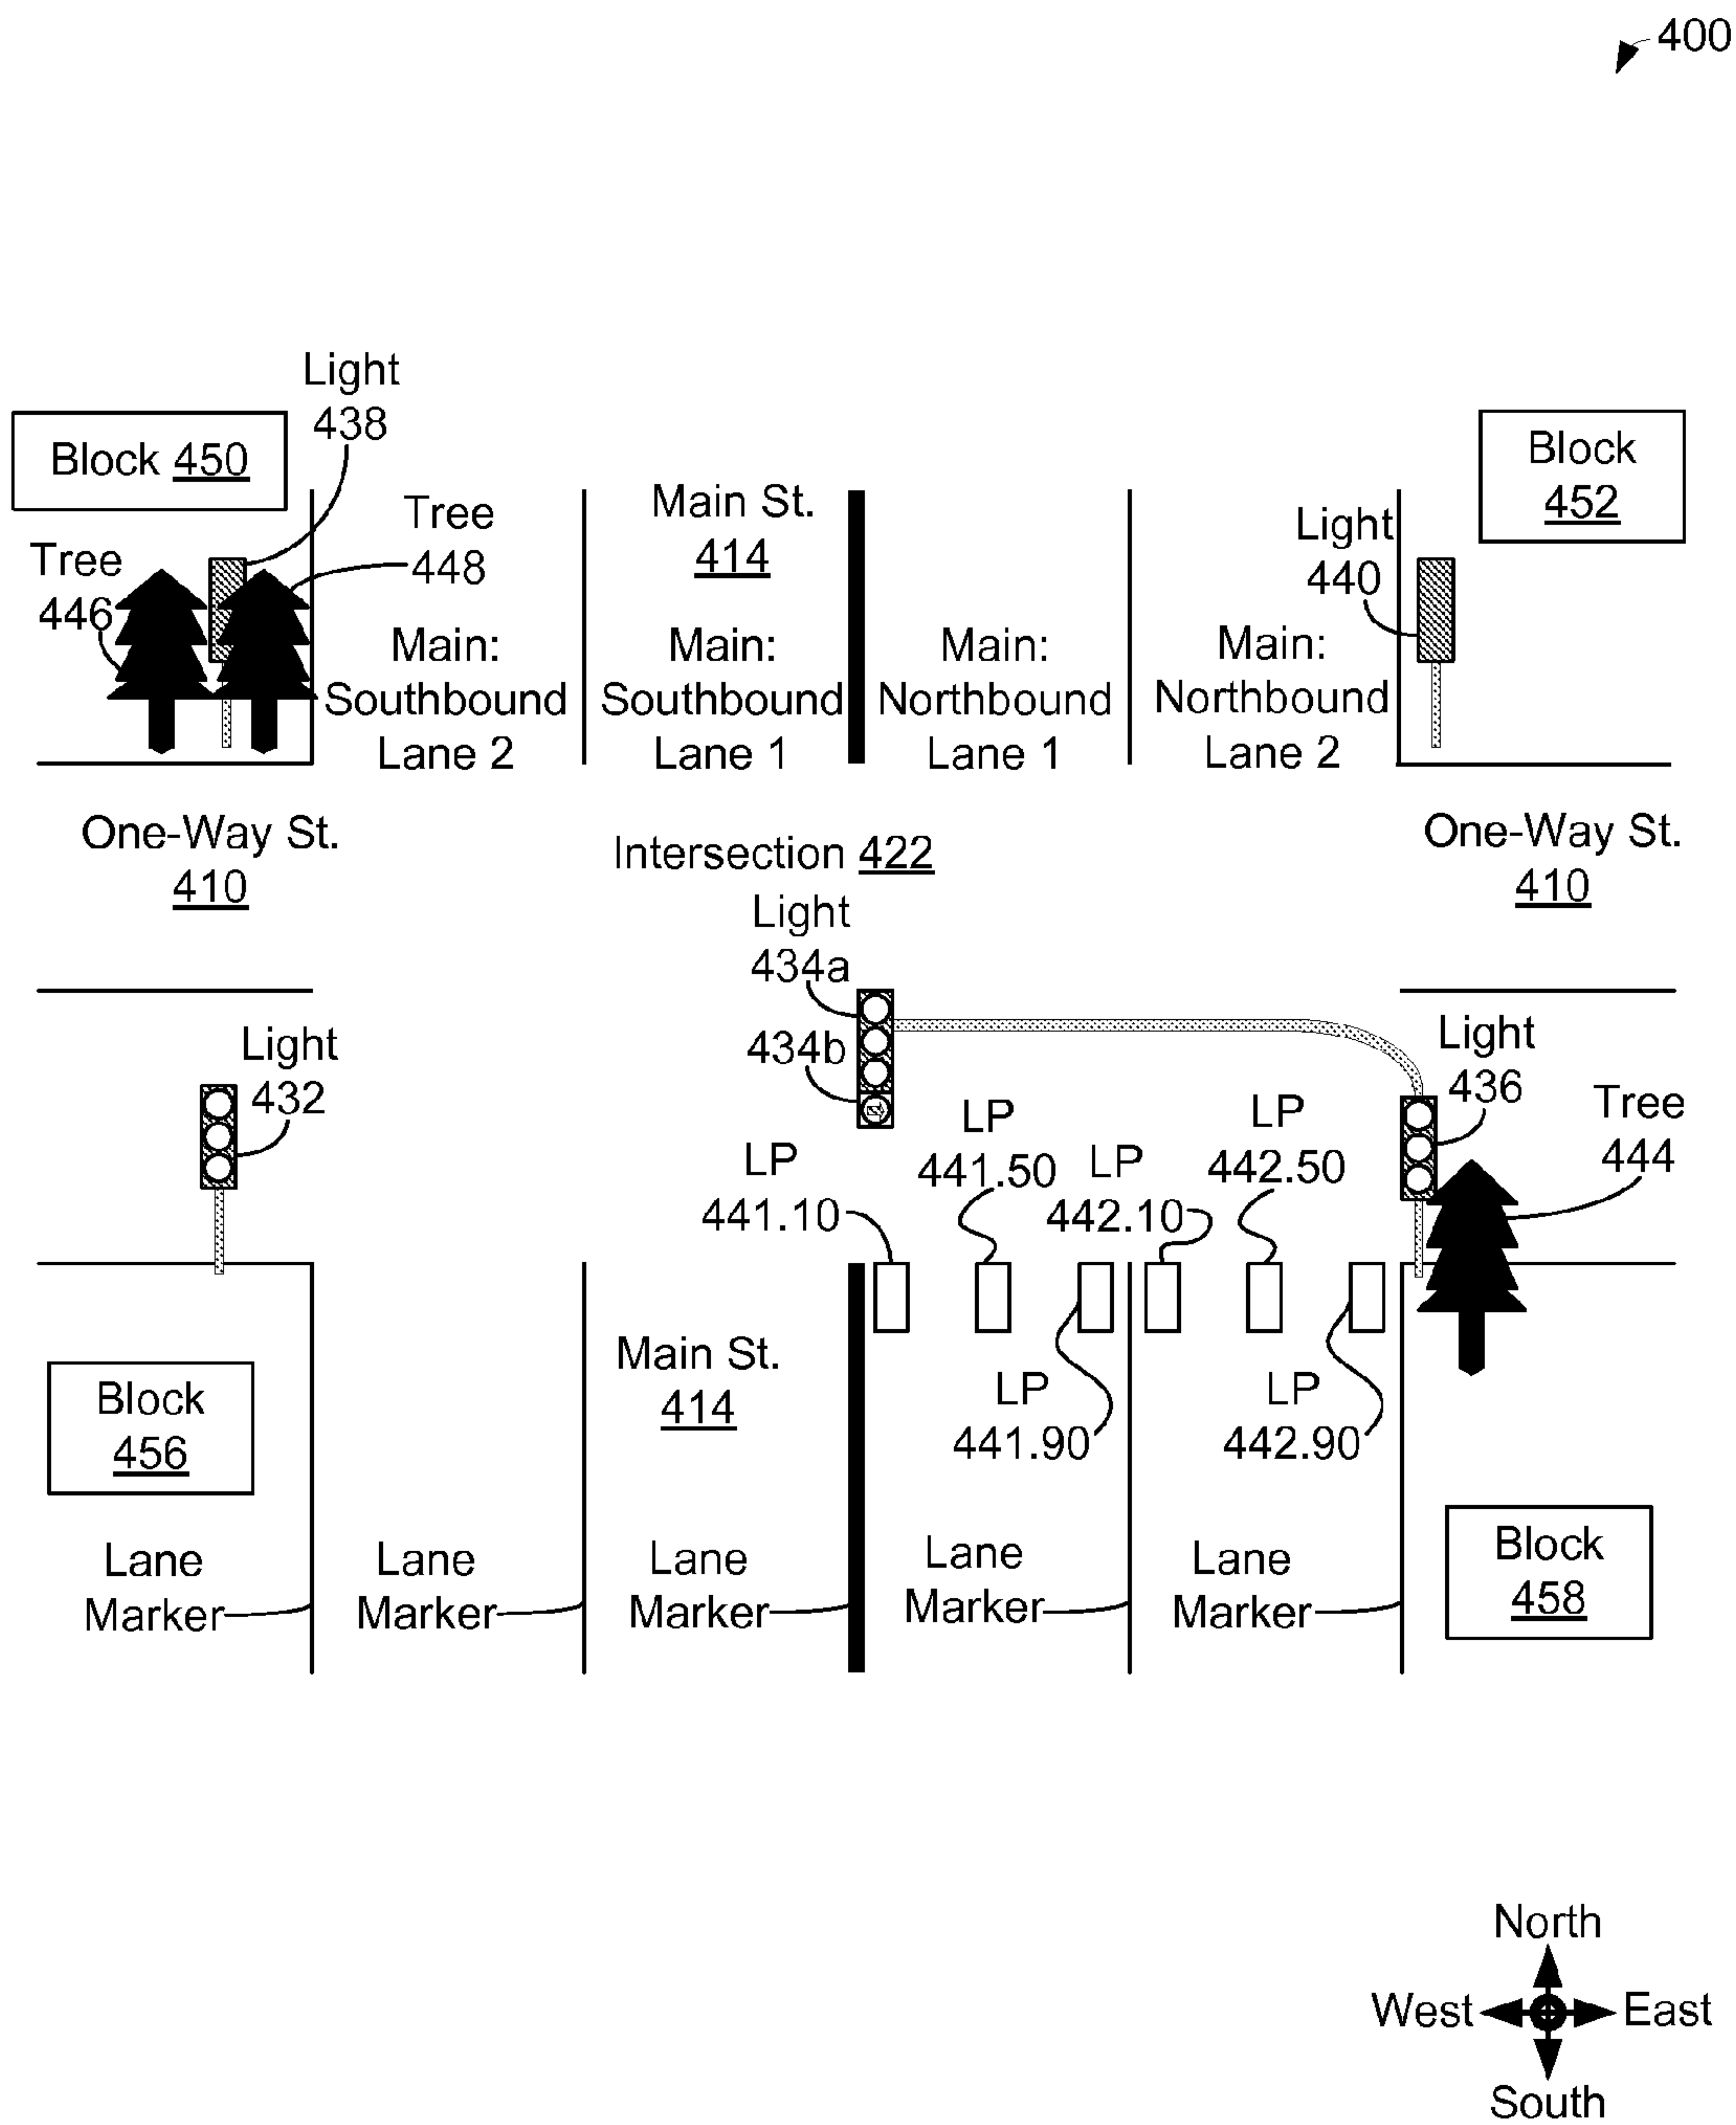 400
Light
438
Block 450
Block
452
Tree
446
Tree
448
Main St.
414
Light
440
Main:
Southbound
Lane 2
Main:
Southbound
Lane 1
Main:
Northbound
Lane 1
Main:
Northbound
Lane 2
One-Way St.
410
Intersection 422
One-Way St.
410
Light
434a
434b
Light
432
Light
436
Tree
444
LP
441.10
LP
441.50
LP
442.10
LP
442.50
Main St.
414
LP
441.90
LP
442.90
Block
456
Block
458
Lane
Marker
Lane
Marker
Lane
Marker
Lane
Marker
Lane
Marker
North
West
East
South